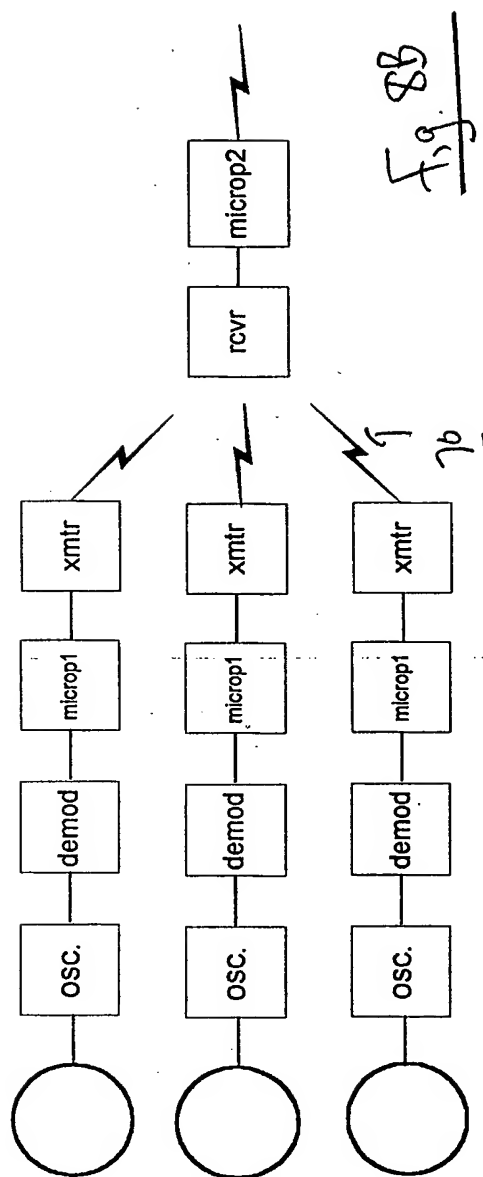 osc. demod microp1 xmtr
osc. demod microp1 xmtr rcvr microp2
osc. demod microp1 xmtr
Fig 8B